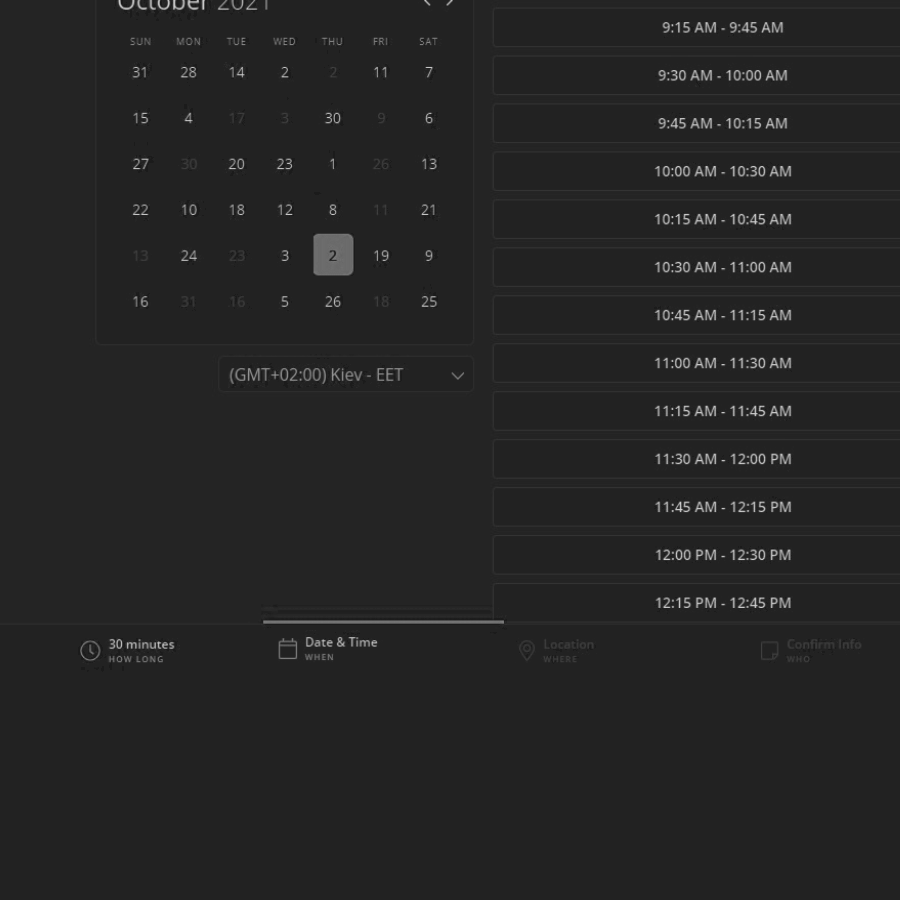 October 2021
SUN MON TUE WED THU FRI SAT
31 28 14 2 2 11 7
15 4 17 3 30 9 6
27 30 20 23 1 26 13
22 10 18 12 8 11 21
13 24 23 3 2 19 9
16 31 16 5 26 18 25
(GMT+02:00) Kiev - EET
9:15 AM - 9:45 AM
9:30 AM - 10:00 AM
9:45 AM - 10:15 AM
10:00 AM - 10:30 AM
10:15 AM - 10:45 AM
10:30 AM - 11:00 AM
10:45 AM - 11:15 AM
11:00 AM - 11:30 AM
11:15 AM - 11:45 AM
11:30 AM - 12:00 PM
11:45 AM - 12:15 PM
12:00 PM - 12:30 PM
12:15 PM - 12:45 PM
30 minutes
HOW LONG
Date & Time
WHEN
Location
WHERE
Confirm Info
WHO